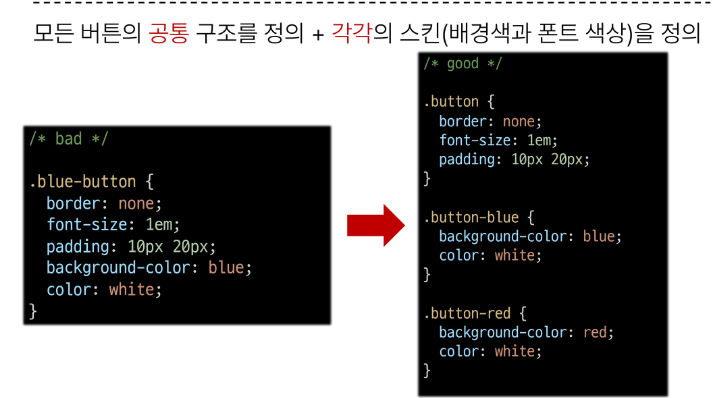 모든 버튼의 공통 구조를 정의 + 각각의 스킨(배경색과 폰트 색상)을 정의
/* bad */
.blue-button {
  border: none;
  font-size: 1em;
  padding: 10px 20px;
  background-color: blue;
  color: white;
}
/* good */
.button {
  border: none;
  font-size: 1em;
  padding: 10px 20px;
}
.button-blue {
  background-color: blue;
  color: white;
}
.button-red {
  background-color: red;
  color: white;
}